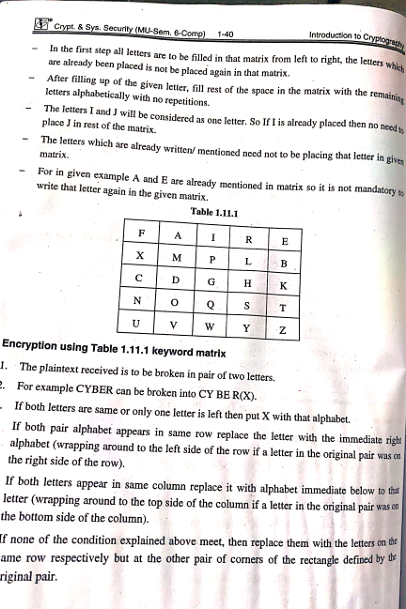 Crypt. & Sys. Security (MU-Sem. 6-Comp) 1-40 Introduction to Cryptography
– In the first step all letters are to be filled in that matrix from left to right, the letters which
are already been placed is not be placed again in that matrix.
– After filling up of the given letter, fill rest of the space in the matrix with the remaining
letters alphabetically with no repetitions.
– The letters I and J will be considered as one letter. So If I is already placed then no need to
place J in rest of the matrix.
– The letters which are already written/ mentioned need not to be placing that letter in given
matrix.
– For in given example A and E are already mentioned in matrix so it is not mandatory to
write that letter again in the given matrix.
Table 1.11.1
F A I R E
X M P L B
C D G H K
N O Q S T
U V W Y Z
Encryption using Table 1.11.1 keyword matrix
1. The plaintext received is to be broken in pair of two letters.
2. For example CYBER can be broken into CY BE R(X).
If both letters are same or only one letter is left then put X with that alphabet.
If both pair alphabet appears in same row replace the letter with the immediate right
alphabet (wrapping around to the left side of the row if a letter in the original pair was on
the right side of the row).
If both letters appear in same column replace it with alphabet immediate below to that
letter (wrapping around to the top side of the column if a letter in the original pair was on
the bottom side of the column).
If none of the condition explained above meet, then replace them with the letters on the
ame row respectively but at the other pair of corners of the rectangle defined by the
riginal pair.